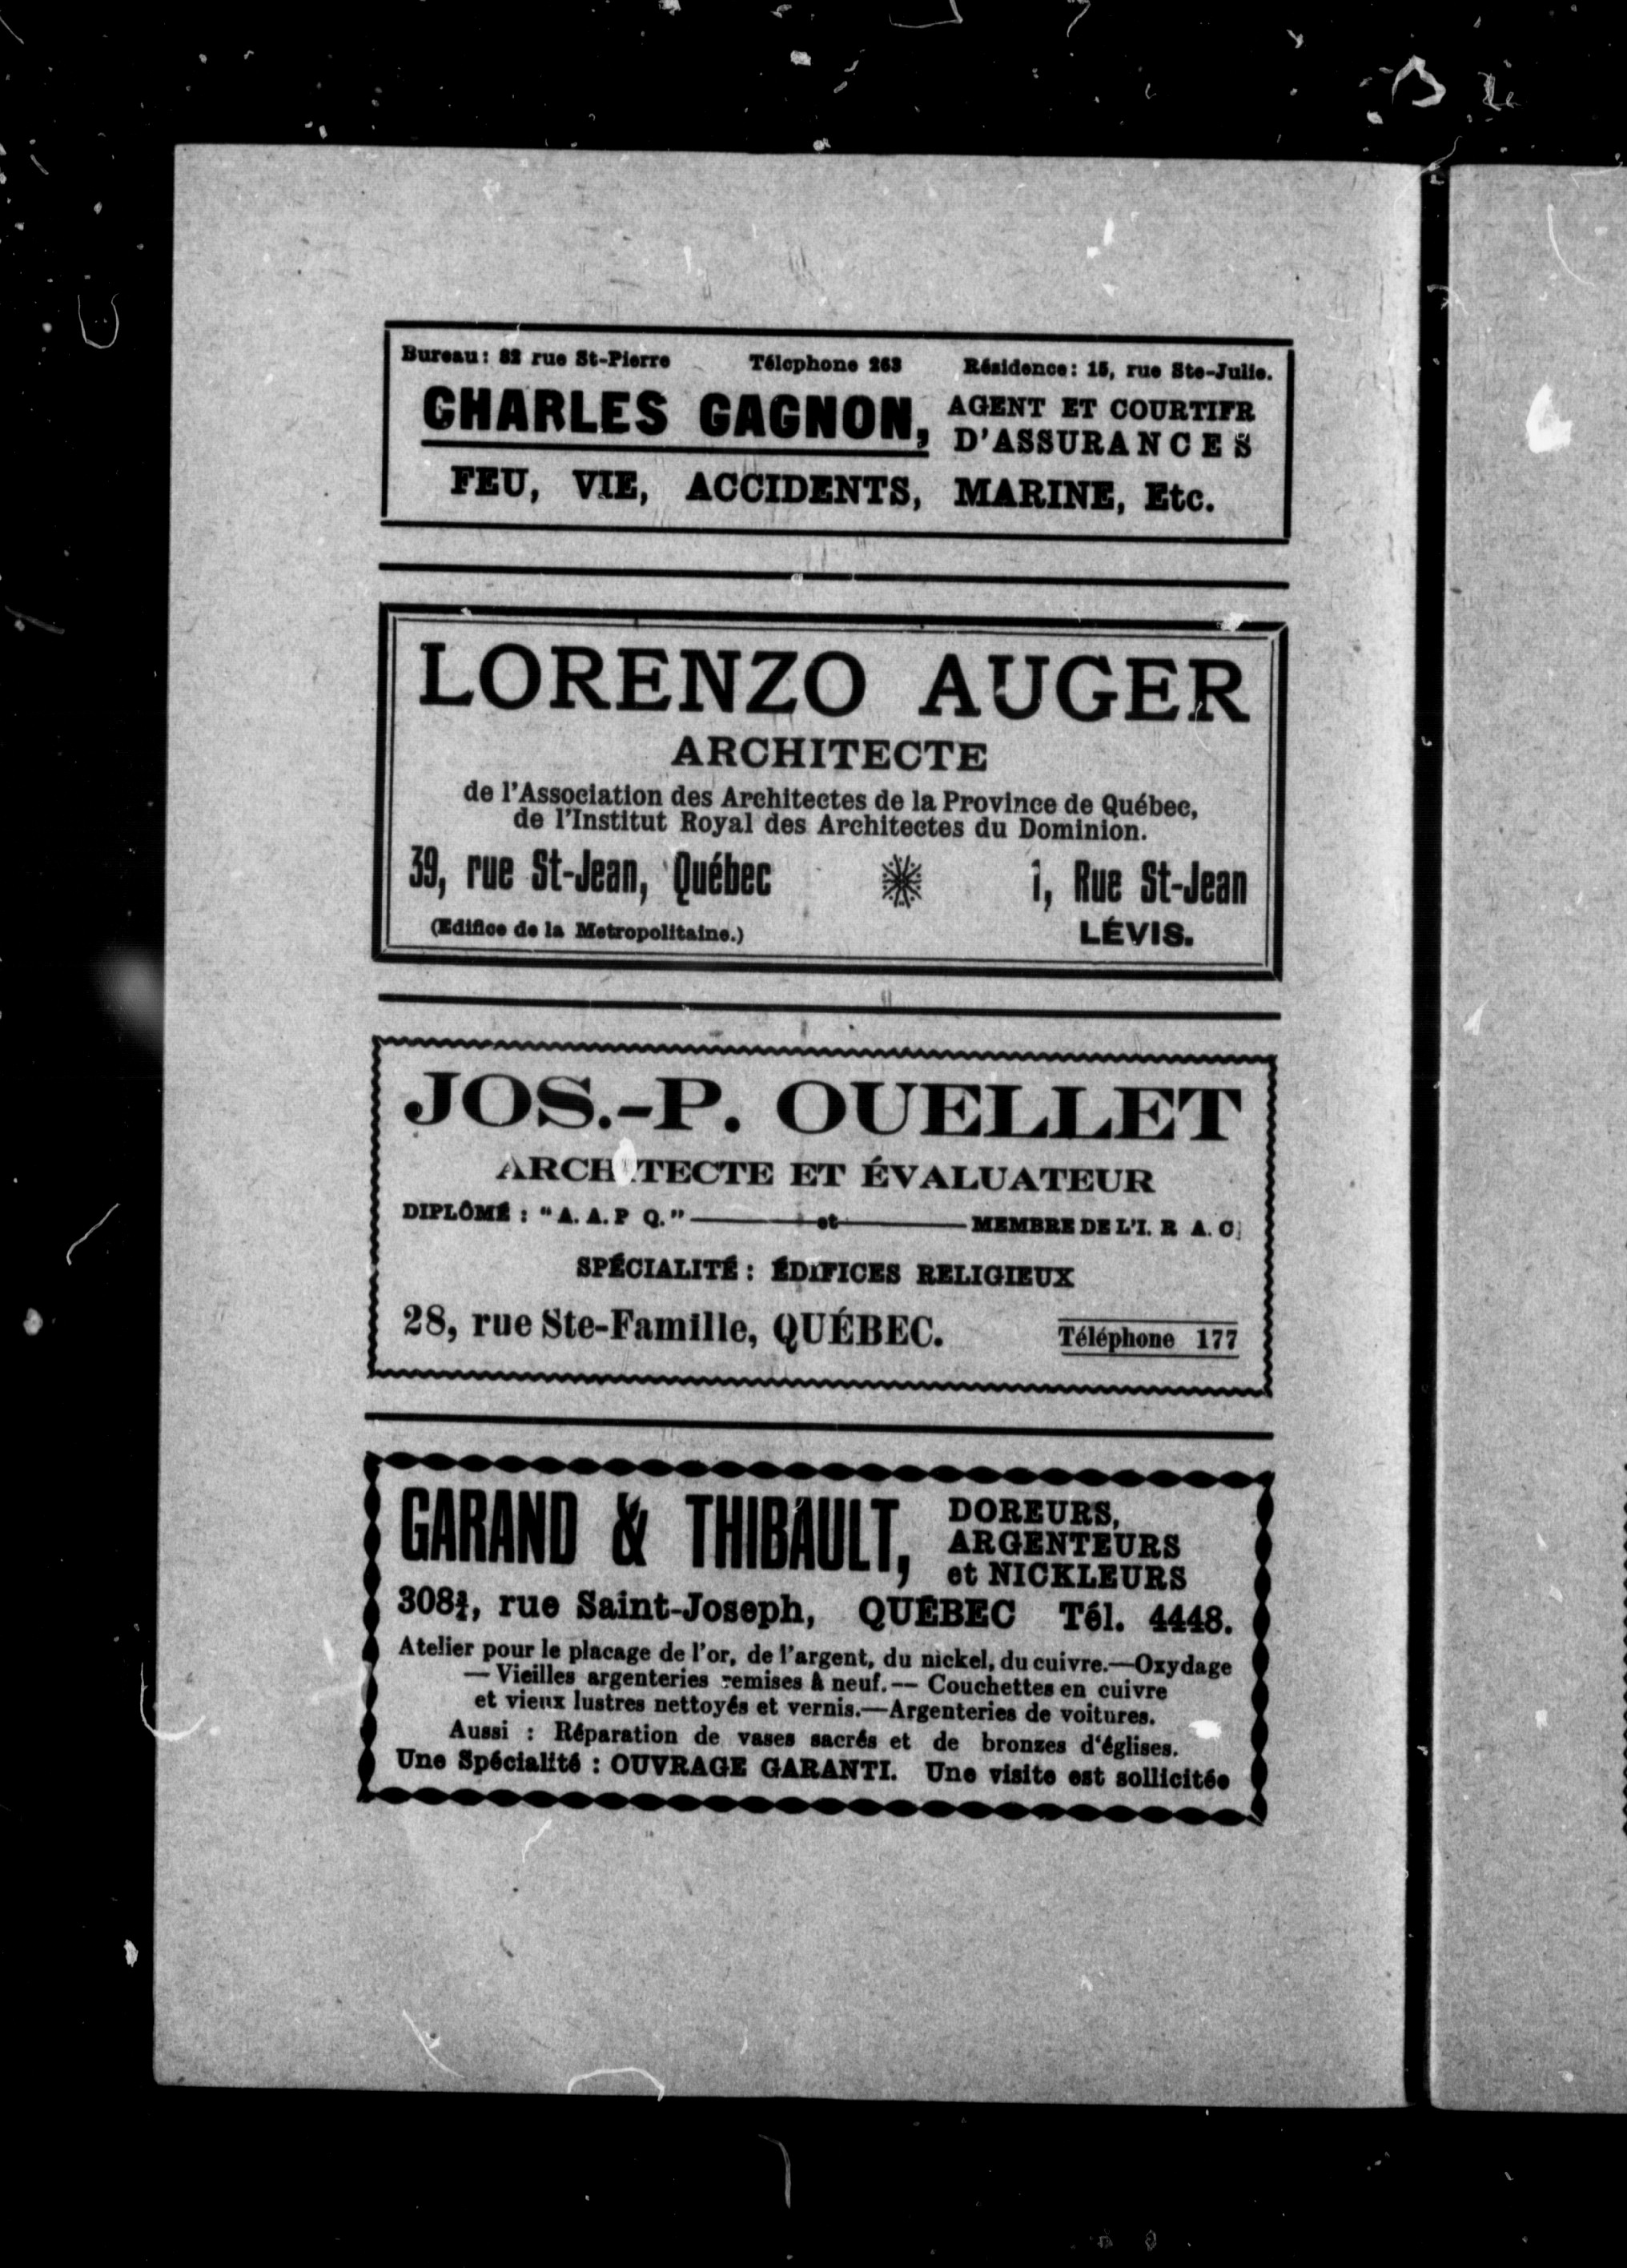 Bureau: 82 rue St-Pierre Télephone 263 Résidence: 15, rue Ste-Julie.
CHARLES GAGNON, AGENT ET COURTIER
D'ASSURANCES
FEU, VIE, ACCIDENTS, MARINE, Etc.
LORENZO AUGER
ARCHITECTE
de l'Association des Architectes de la Province de Québec,
de l'Institut Royal des Architectes du Dominion.
39, rue St-Jean, Québec 1, Rue St-Jean
(Edifice de la Metropolitaine.) LÉVIS.
JOS.-P. OUELLET
ARCHITECTE ET ÉVALUATEUR
DIPLÔMÉ : "A. A. P Q." — et — MEMBRE DE L'I. R A. C.
SPÉCIALITÉ : ÉDIFICES RELIGIEUX
28, rue Ste-Famille, QUÉBEC. Téléphone 177
GARAND & THIBAULT, DOREURS,
ARGENTEURS
et NICKLEURS
rue Saint-Joseph, QUÉBEC Tél. 4448.
Atelier pour le placage de l'or, de l'argent, du nickel, du cuivre.—Oxydage
— Vieilles argenteries remises à neuf.— Couchettes en cuivre
et vieux lustres nettoyés et vernis.—Argenteries de voitures.
Aussi : Réparation de vases sacrés et de bronzes d'églises.
Une Spécialité : OUVRAGE GARANTI. Une visite est sollicitée